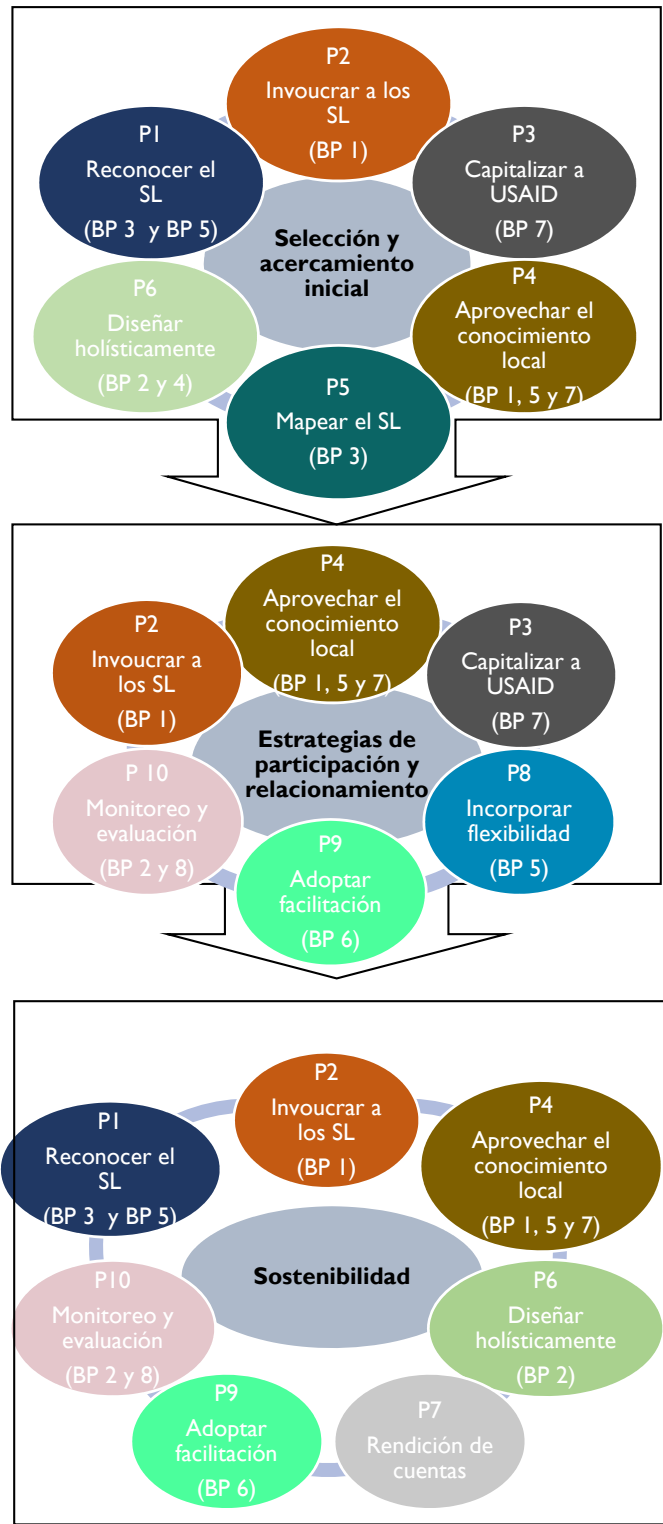 P2
Invoucrar a los
SL
(BP 1)
P1
Reconocer el
SL
(BP 3 y BP 5)
P3
Capitalizar a
USAID
(BP 7)
Selección y
acercamiento
inicial
P6
Diseñar
holísticamente
(BP 2 y 4)
P4
Aprovechar el
conocimiento
local
(BP 1, 5 y 7)
P5
Mapear el SL
(BP 3)
P4
Aprovechar el
conocimiento
local
(BP 1, 5 y 7)
P2
Invoucrar a
los SL
(BP 1)
P3
Capitalizar a
USAID
(BP 7)
Estrategias de
participación y
relacionamiento
P 10
Monitoreo y
evaluación
(BP 2 y 8)
P8
Incorporar
flexibilidad
(BP 5)
P9
Adoptar
facilitación
(BP 6)
P2
Invoucrar a
los SL
(BP 1)
P1
Reconocer el
SL
(BP 3 y BP 5)
P4
Aprovechar el
conocimiento
local
(BP 1, 5 y 7)
Sostenibilidad
P10
Monitoreo y
evaluación
(BP 2 y 8)
P6
Diseñar
holísticamente
(BP 2)
P9
Adoptar
facilitación
(BP 6)
P7
Rendición de
cuentas